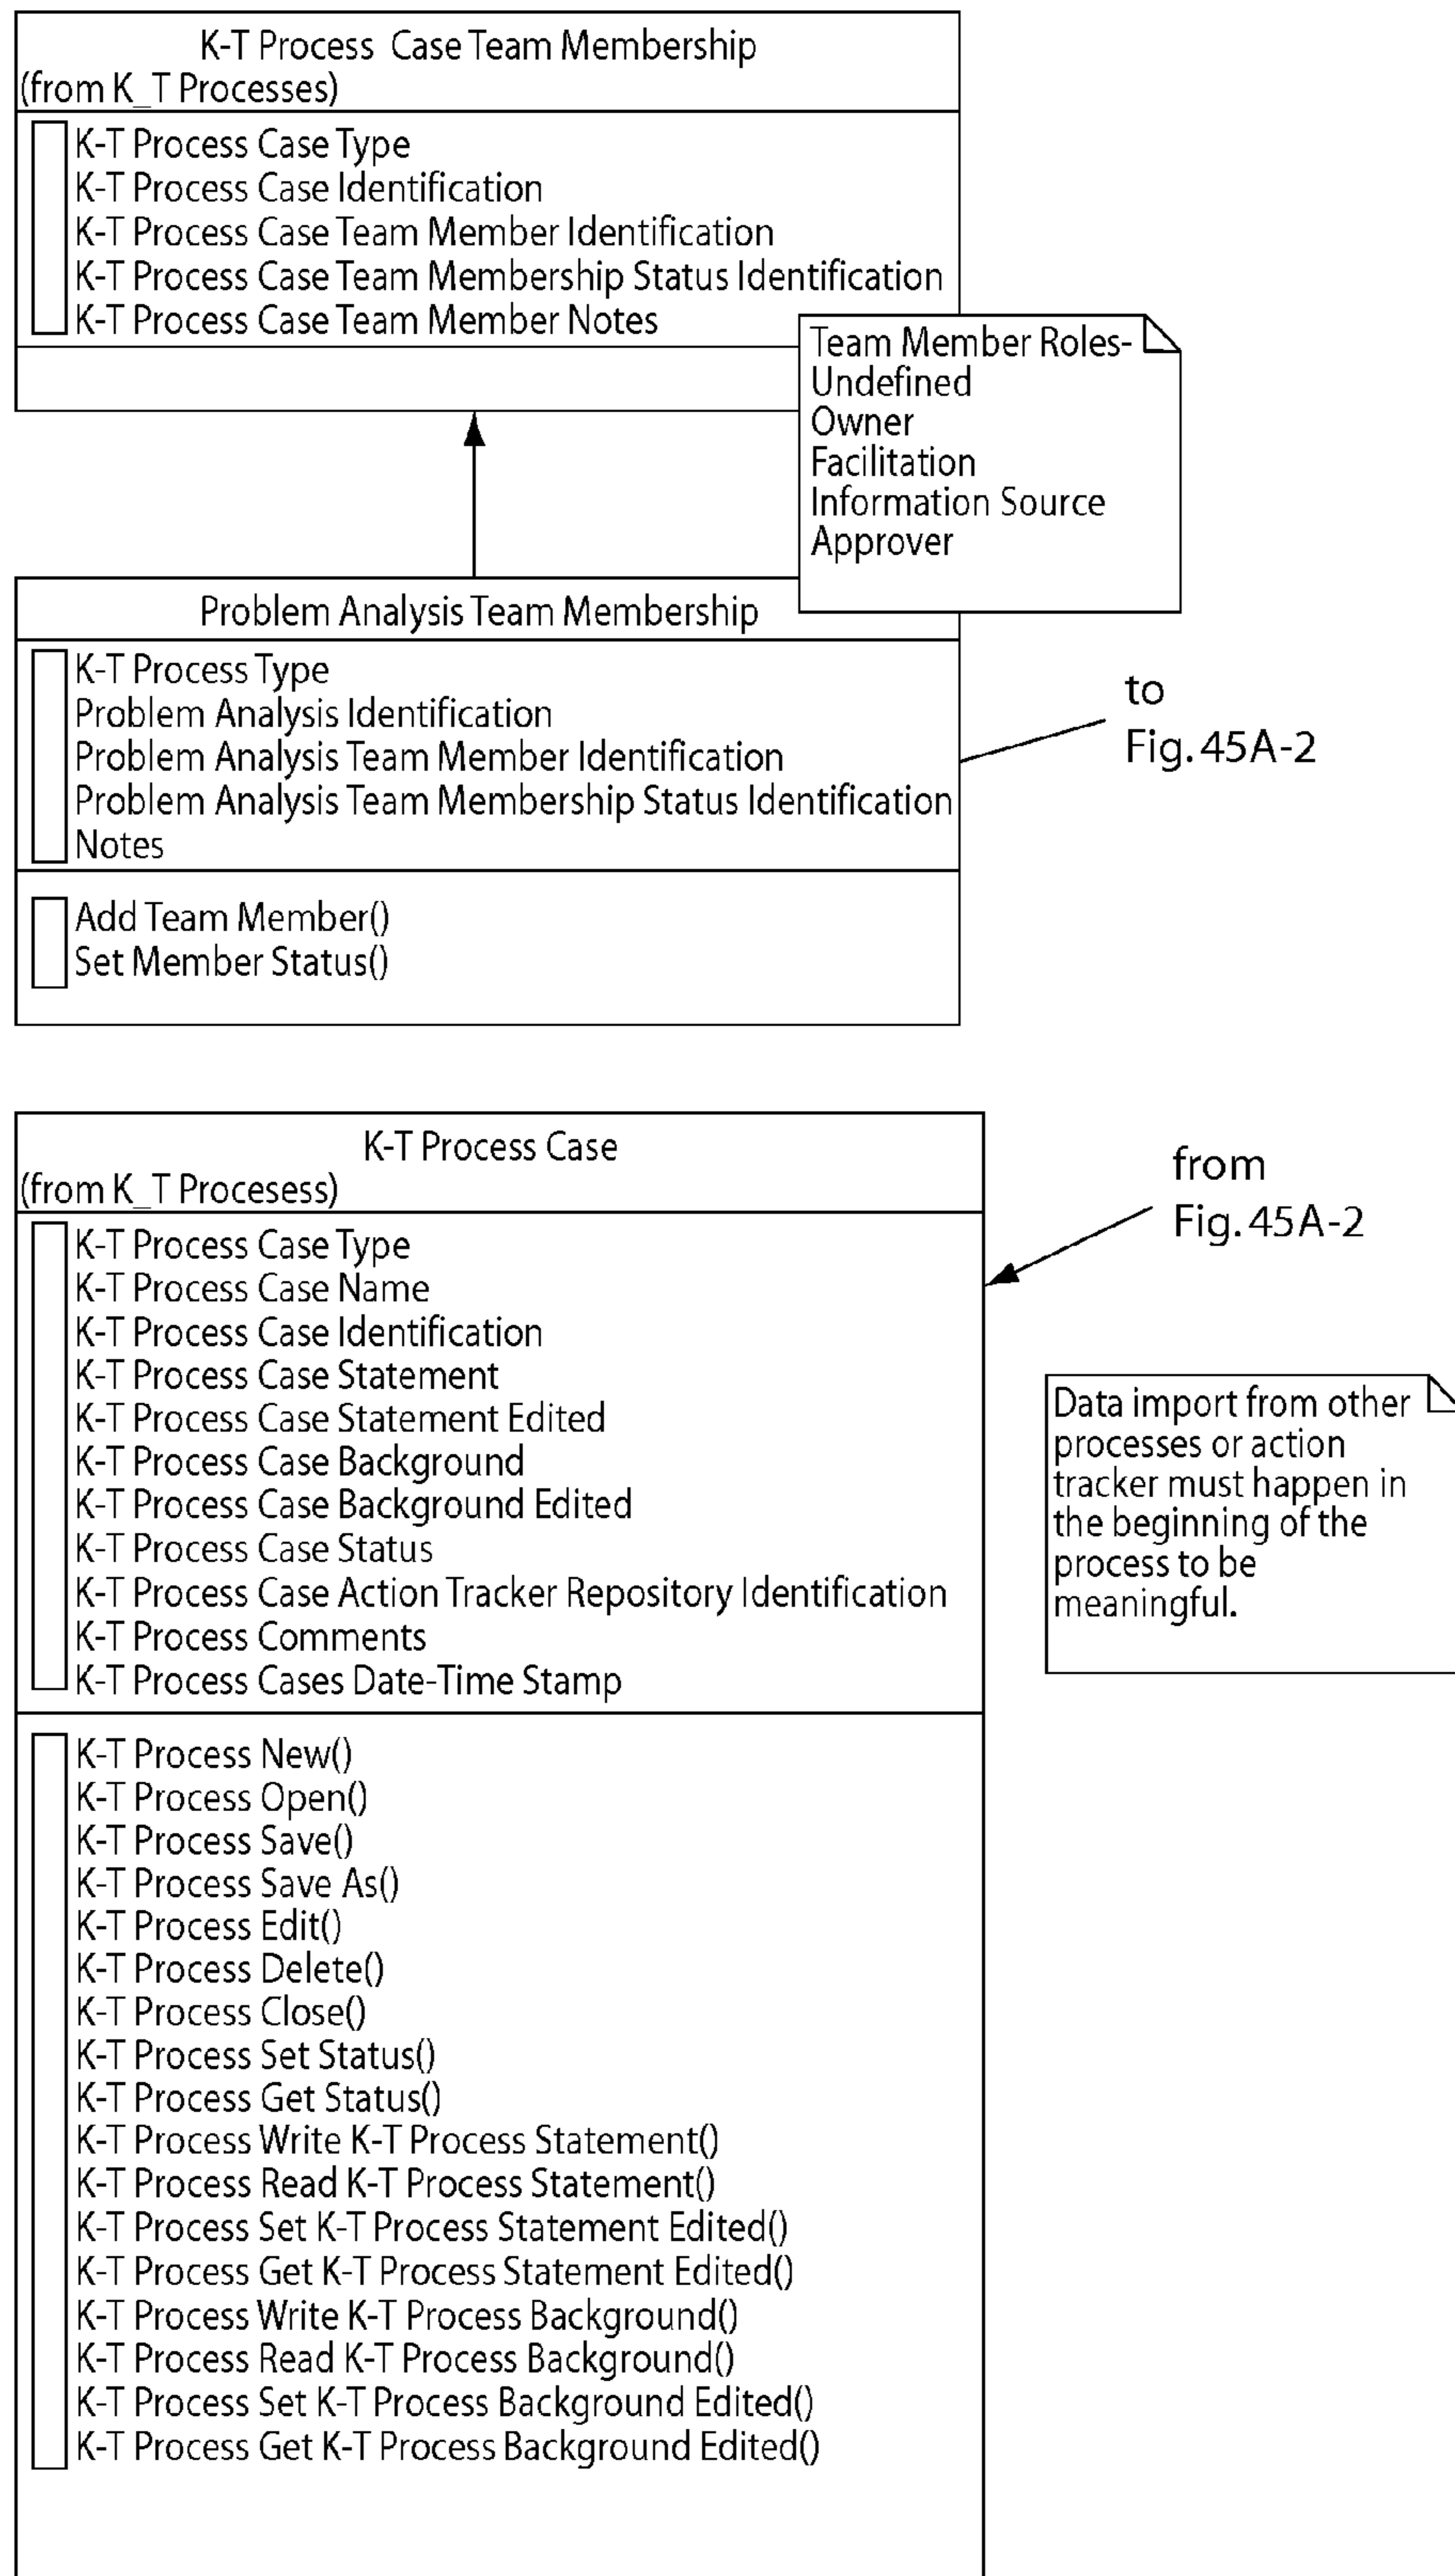 K-T Process Case Team Membership
(from K_T Processes)
K-T Process Case Type
K-T Process Case Identification
K-T Process Case Team Member Identification
K-T Process Case Team Membership Status Identification
K-T Process Case Team Member Notes
Team Member Roles-
Undefined
Owner
Facilitation
Information Source
Approver
Problem Analysis Team Membership
K-T Process Type
Problem Analysis Identification
Problem Analysis Team Member Identification
Problem Analysis Team Membership Status Identification
Notes
Add Team Member()
Set Member Status()
to
Fig. 45A-2
K-T Process Case
(from K_T Procesess)
K-T Process Case Type
K-T Process Case Name
K-T Process Case Identification
K-T Process Case Statement
K-T Process Case Statement Edited
K-T Process Case Background
K-T Process Case Background Edited
K-T Process Case Status
K-T Process Case Action Tracker Repository Identification
K-T Process Comments
K-T Process Cases Date-Time Stamp
from
Fig. 45A-2
Data import from other
processes or action
tracker must happen in
the beginning of the
process to be
meaningful.
K-T Process New()
K-T Process Open()
K-T Process Save()
K-T Process Save As()
K-T Process Edit()
K-T Process Delete()
K-T Process Close()
K-T Process Set Status()
K-T Process Get Status()
K-T Process Write K-T Process Statement()
K-T Process Read K-T Process Statement()
K-T Process Set K-T Process Statement Edited()
K-T Process Get K-T Process Statement Edited()
K-T Process Write K-T Process Background()
K-T Process Read K-T Process Background()
K-T Process Set K-T Process Background Edited()
K-T Process Get K-T Process Background Edited()